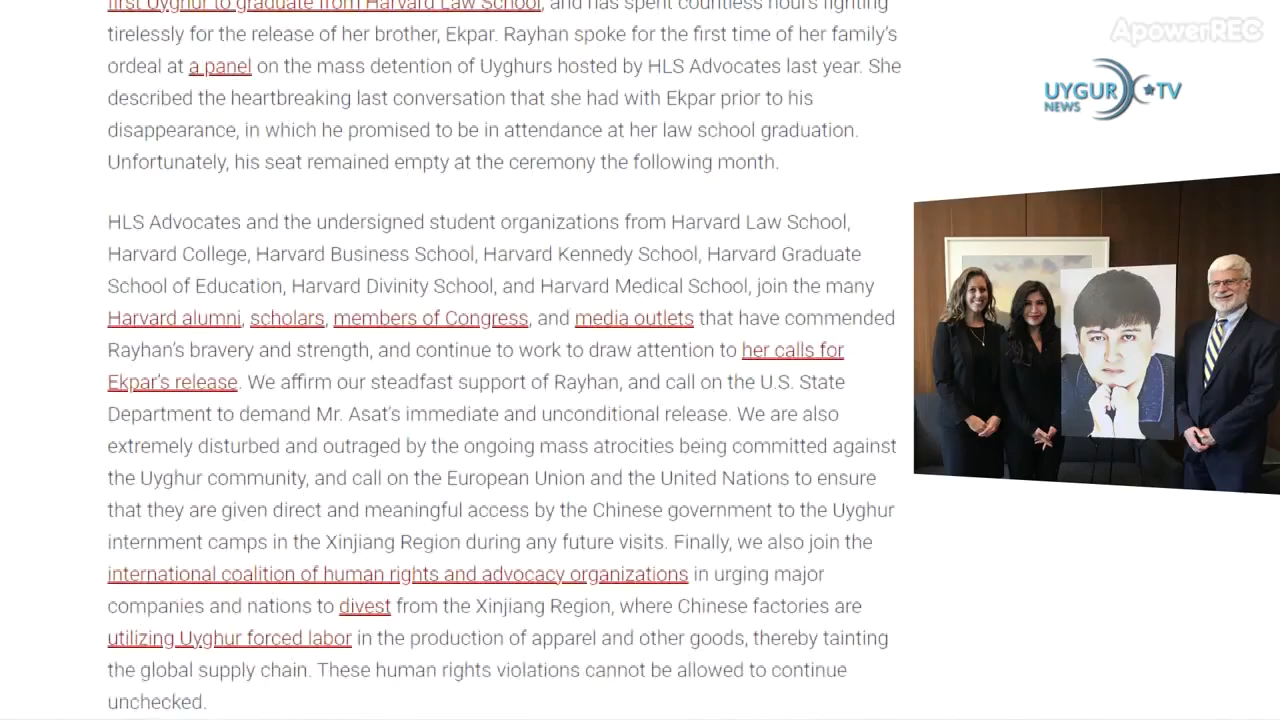 first Uyghur to graduate from Harvard Law School, and has spent countless hours fighting
tirelessly for the release of her brother, Ekpar. Rayhan spoke for the first time of her family's
ordeal at a panel on the mass detention of Uyghurs hosted by HLS Advocates last year. She
described the heartbreaking last conversation that she had with Ekpar prior to his
disappearance, in which he promised to be in attendance at her law school graduation.
Unfortunately, his seat remained empty at the ceremony the following month.
HLS Advocates and the undersigned student organizations from Harvard Law School,
Harvard College, Harvard Business School, Harvard Kennedy School, Harvard Graduate
School of Education, Harvard Divinity School, and Harvard Medical School, join the many
Harvard alumni, scholars, members of Congress, and media outlets that have commended
Rayhan's bravery and strength, and continue to work to draw attention to her calls for
Ekpar's release. We affirm our steadfast support of Rayhan, and call on the U.S. State
Department to demand Mr. Asat's immediate and unconditional release. We are also
extremely disturbed and outraged by the ongoing mass atrocities being committed against
the Uyghur community, and call on the European Union and the United Nations to ensure
that they are given direct and meaningful access by the Chinese government to the Uyghur
internment camps in the Xinjiang Region during any future visits. Finally, we also join the
international coalition of human rights and advocacy organizations in urging major
companies and nations to divest from the Xinjiang Region, where Chinese factories are
utilizing Uyghur forced labor in the production of apparel and other goods, thereby tainting
the global supply chain. These human rights violations cannot be allowed to continue
unchecked.
ApowerREC
UYGUR TV
NEWS